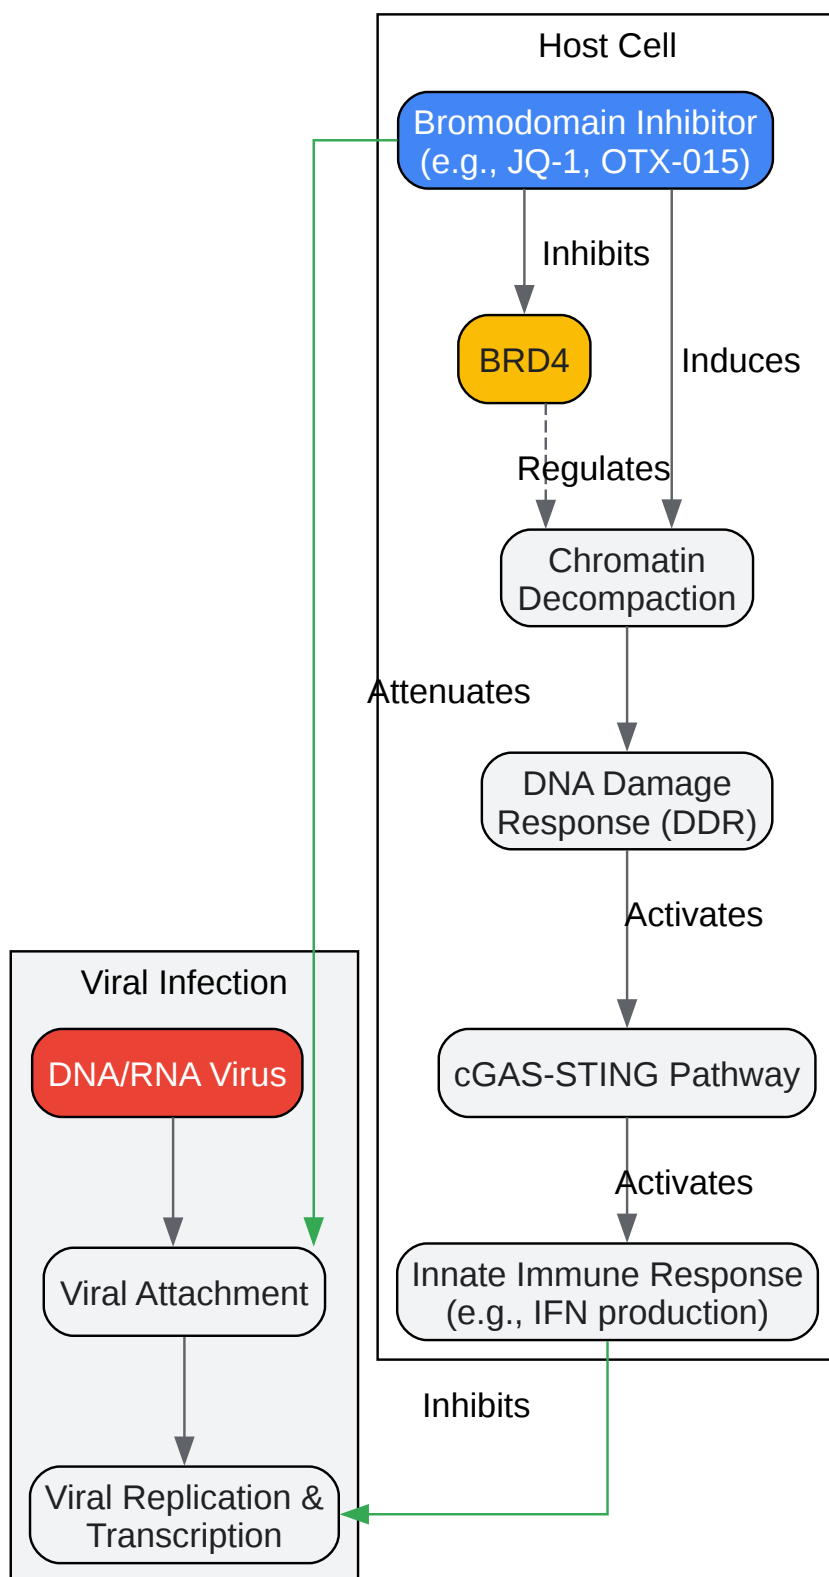 Host Cell
Bromodomain Inhibitor
(e.g., JQ-1, OTX-015)
Inhibits
BRD4
Induces
Regulates
Chromatin
Decompaction
Attenuates
DNA Damage
Response (DDR)
Activates
Viral Infection
DNA/RNA Virus
cGAS-STING Pathway
Activates
Viral Attachment
Innate Immune Response
(e.g., IFN production)
Inhibits
Viral Replication &
Transcription